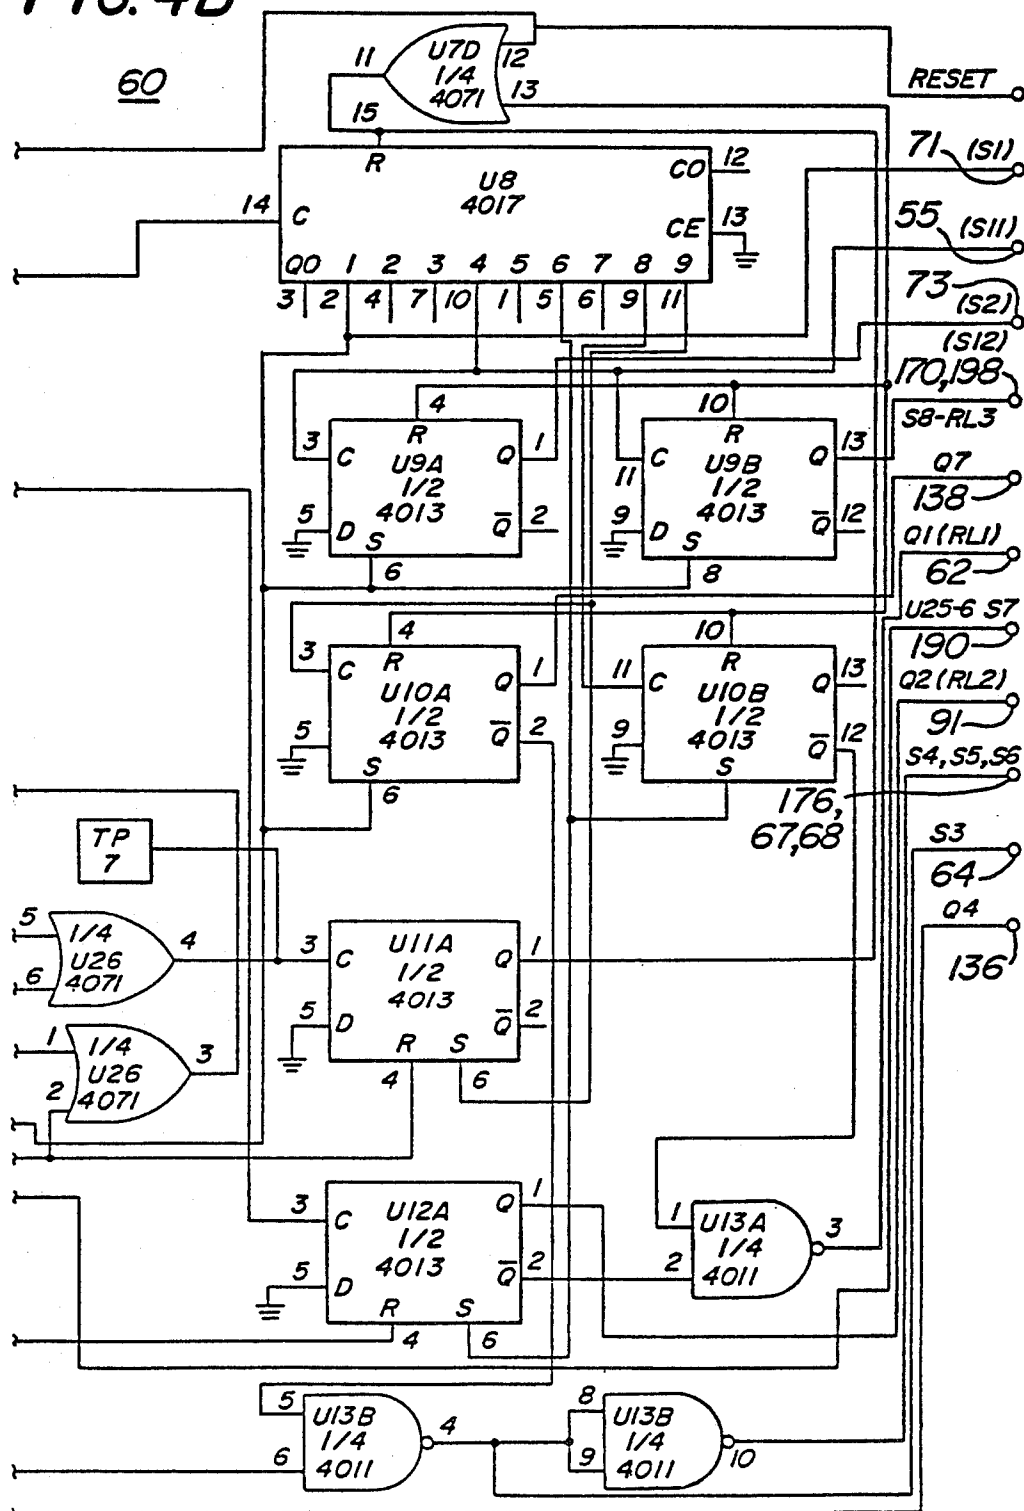 FIG. 4B
60
11
U7D
1/4
4071
12
13
RESET
15
R
U8
4017
CO
12
14
C
CE
13
Q0 1 2 3 4 5 6 7 8 9
3 2 4 7 10 1 5 6 9 11
71 (S1)
55 (S11)
73 (S2)
(S12)
170,198
S8-RL3
4
10
3
C
R
U9A
1/2
4013
Q
1
5
D
S
Q̅
2
6
11
C
R
U9B
1/2
4013
Q
13
9
D
S
Q̅
12
8
Q7
138
Q1 (RL1)
62
U25-6 S7
190
Q2 (RL2)
91
S4, S5, S6
176,
67,68
4
10
3
C
R
U10A
1/2
4013
Q
1
5
S
Q̅
2
6
11
C
R
U10B
1/2
4013
Q
13
9
S
Q̅
12
TP
7
S3
64
Q4
136
5
6
1/4
U26
4071
4
3
C
U11A
1/2
4013
Q
1
5
D
Q̅
2
R
S
4
6
1
2
1/4
U26
4071
3
3
C
U12A
1/2
4013
Q
1
5
D
Q̅
2
R
S
4
6
1
2
U13A
1/4
4011
3
5
6
U13B
1/4
4011
4
8
9
U13B
1/4
4011
10